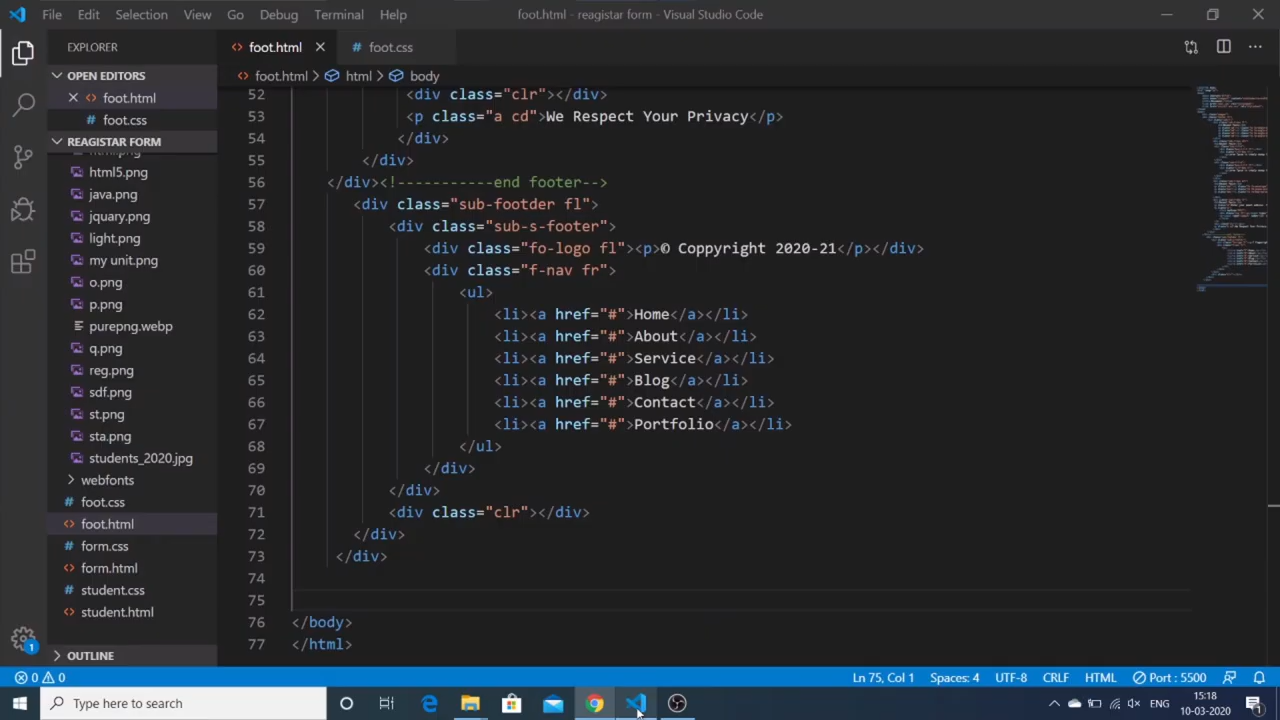 File Edit Selection View Go Debug Terminal Help foot.html - reagistar form - Visual Studio Code
EXPLORER
OPEN EDITORS
foot.html
foot.css
REAGISTAR FORM
html5.png
java.png
jquary.png
light.png
my unit.png
o.png
p.png
purepng.webp
q.png
reg.png
sdf.png
st.png
sta.png
students_2020.jpg
webfonts
foot.css
foot.html
form.css
form.html
student.css
student.html
OUTLINE
foot.html foot.css
foot.html > html > body
52 <div class="clr"></div>
53 <p class="a cd">We Respect Your Privacy</p>
54 </div>
55 </div>
56 </div><!-----------end footer-->
57 <div class="sub-footder fl">
58 <div class="sub-s-footer">
59 <div class="fo-logo fl"><p>© Coppyright 2020-21</p></div>
60 <div class="f-nav fr">
61 <ul>
62 <li><a href="#">Home</a></li>
63 <li><a href="#">About</a></li>
64 <li><a href="#">Service</a></li>
65 <li><a href="#">Blog</a></li>
66 <li><a href="#">Contact</a></li>
67 <li><a href="#">Portfolio</a></li>
68 </ul>
69 </div>
70 </div>
71 <div class="clr"></div>
72 </div>
73 </div>
74
75
76 </body>
77 </html>
1
0 0 Ln 75, Col 1 Spaces: 4 UTF-8 CRLF HTML Port : 5500
Type here to search
ENG
15:18
10-03-2020
1